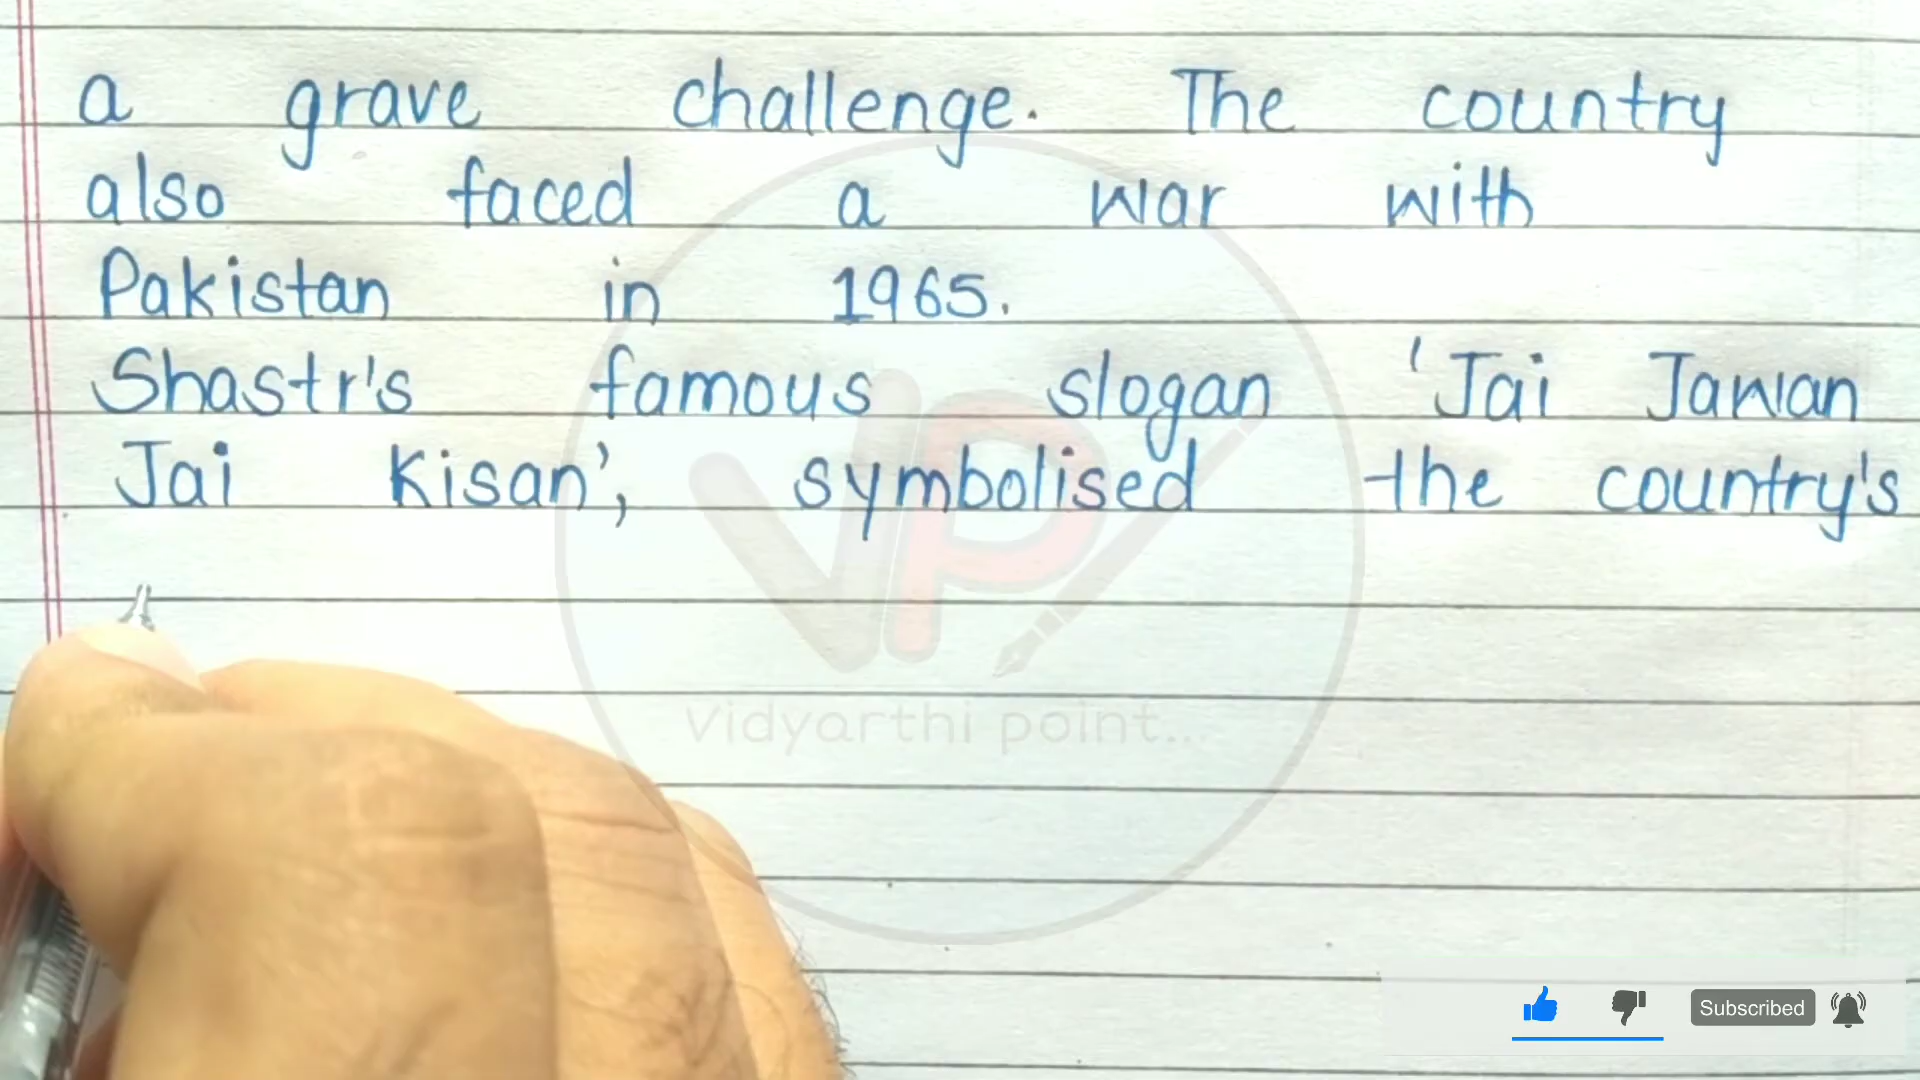 a grave challenge. The country
also faced a war with
Pakistan in 1965.
Shastr's famous slogan 'Jai Jawan
Jai Kisan', symbolised the country's
VP
Vidyarthi point...
Subscribed